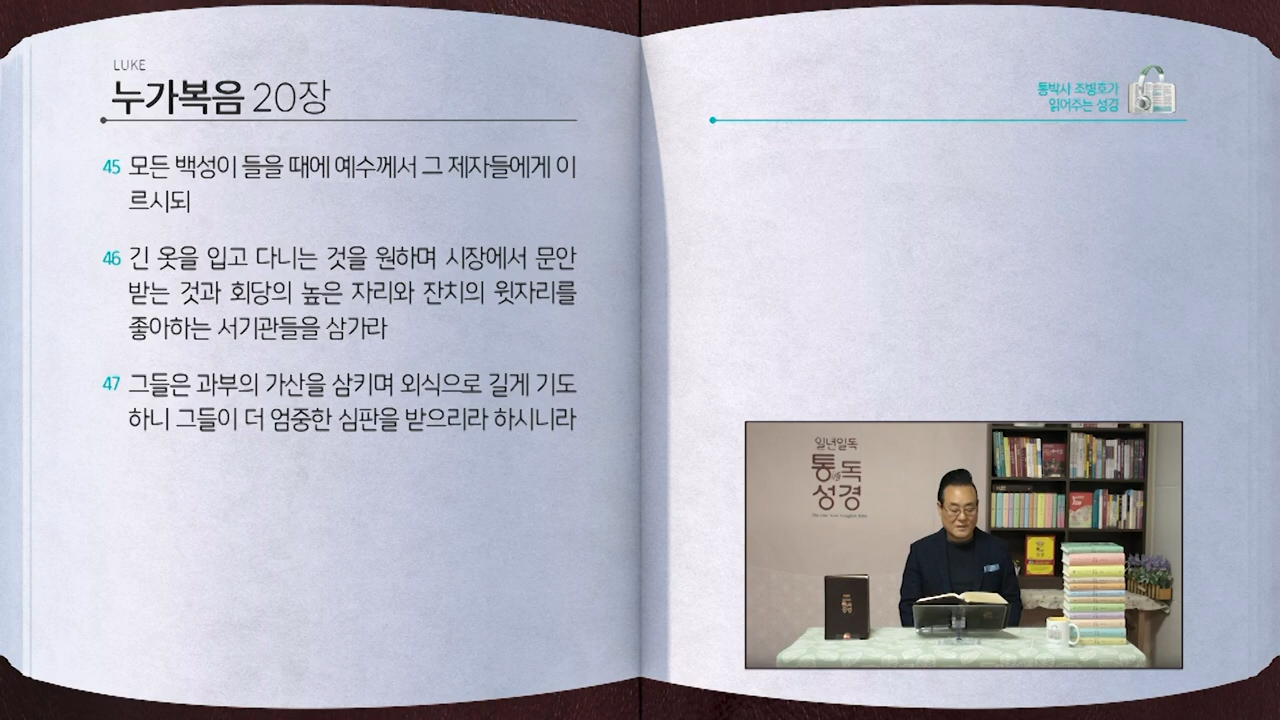 LUKE
누가복음 20장
45 모든 백성이 들을 때에 예수께서 그 제자들에게 이
르시되
46 긴 옷을 입고 다니는 것을 원하며 시장에서 문안
받는 것과 회당의 높은 자리와 잔치의 윗자리를
좋아하는 서기관들을 삼가라
47 그들은 과부의 가산을 삼키며 외식으로 길게 기도
하니 그들이 더 엄중한 심판을 받으리라 하시니라
통박사 조병호가
읽어주는 성경
일년일독
통독
성경